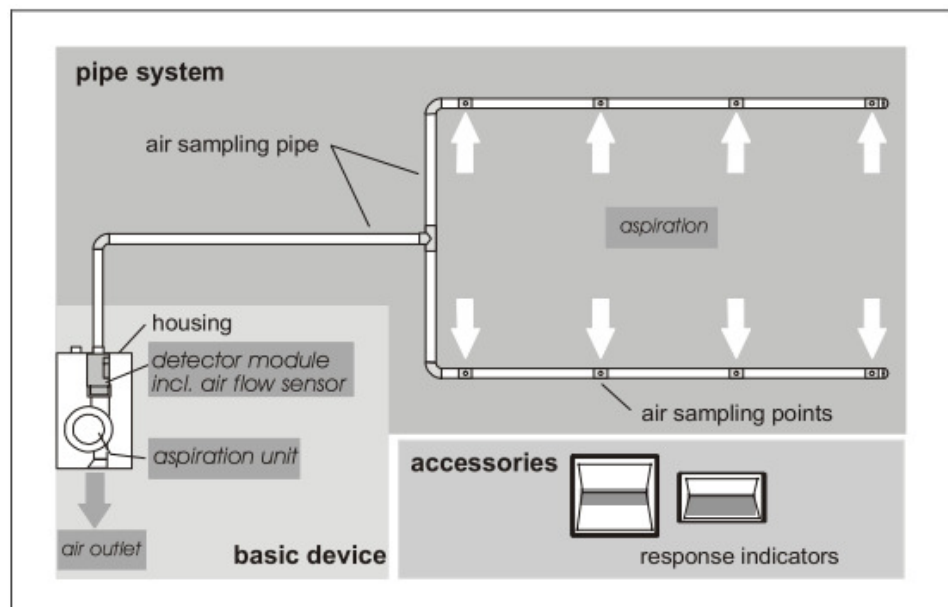 pipe system
air sampling pipe
aspiration
housing
detector module
incl. air flow sensor
air sampling points
aspiration unit
accessories
air outlet
basic device
response indicators